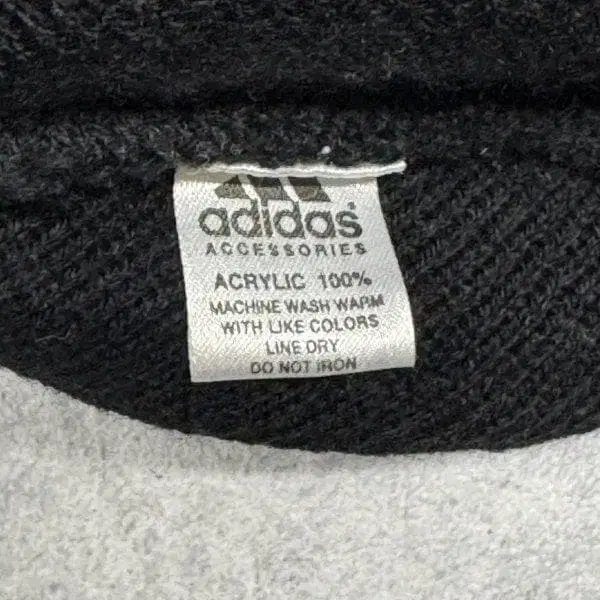 adidas®
ACCESSORIES
ACRYLIC 100%
MACHINE WASH WARM
WITH LIKE COLORS
LINE DRY
DO NOT IRON